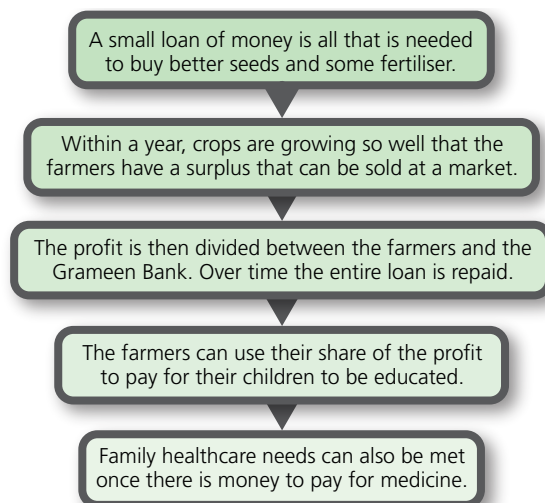 A small loan of money is all that is needed
to buy better seeds and some fertiliser.
Within a year, crops are growing so well that the
farmers have a surplus that can be sold at a market.
The profit is then divided between the farmers and the
Grameen Bank. Over time the entire loan is repaid.
The farmers can use their share of the profit
to pay for their children to be educated.
Family healthcare needs can also be met
once there is money to pay for medicine.